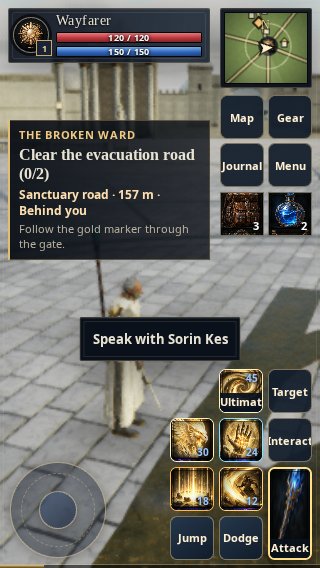 Wayfarer
120 / 120
150 / 150
1
THE BROKEN WARD
Clear the evacuation road
(0/2)
Sanctuary road · 157 m ·
Behind you
Follow the gold marker through
the gate.
Map
Gear
Journal
Menu
3
2
Speak with Sorin Kes
45
Ultimat
Target
30
24
Interact
18
12
Jump
Dodge
Attack